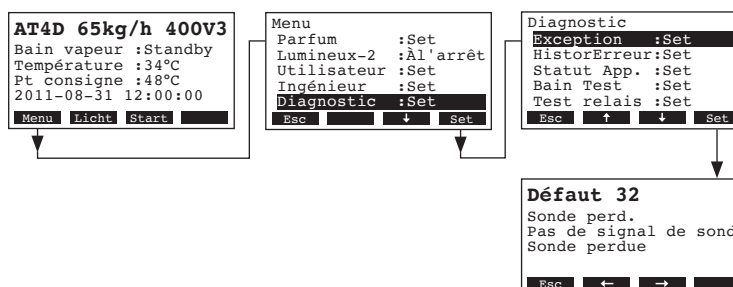 AT4D 65kg/h 400V3
Bain vapeur :Standby
Température :34°C
Pt consigne :48°C
2011-08-31 12:00:00
Menu Licht Start
Menu
Parfum :Set
Lumineux-2 :Àl'arrêt
Utilisateur :Set
Ingénieur :Set
Diagnostic :Set
Esc ↓ Set
Diagnostic
Exception :Set
HistorErreur:Set
Statut App. :Set
Bain Test :Set
Test relais :Set
Esc ↑ ↓ Set
Défaut 32
Sonde perd.
Pas de signal de sond
Sonde perdue
Esc ← →